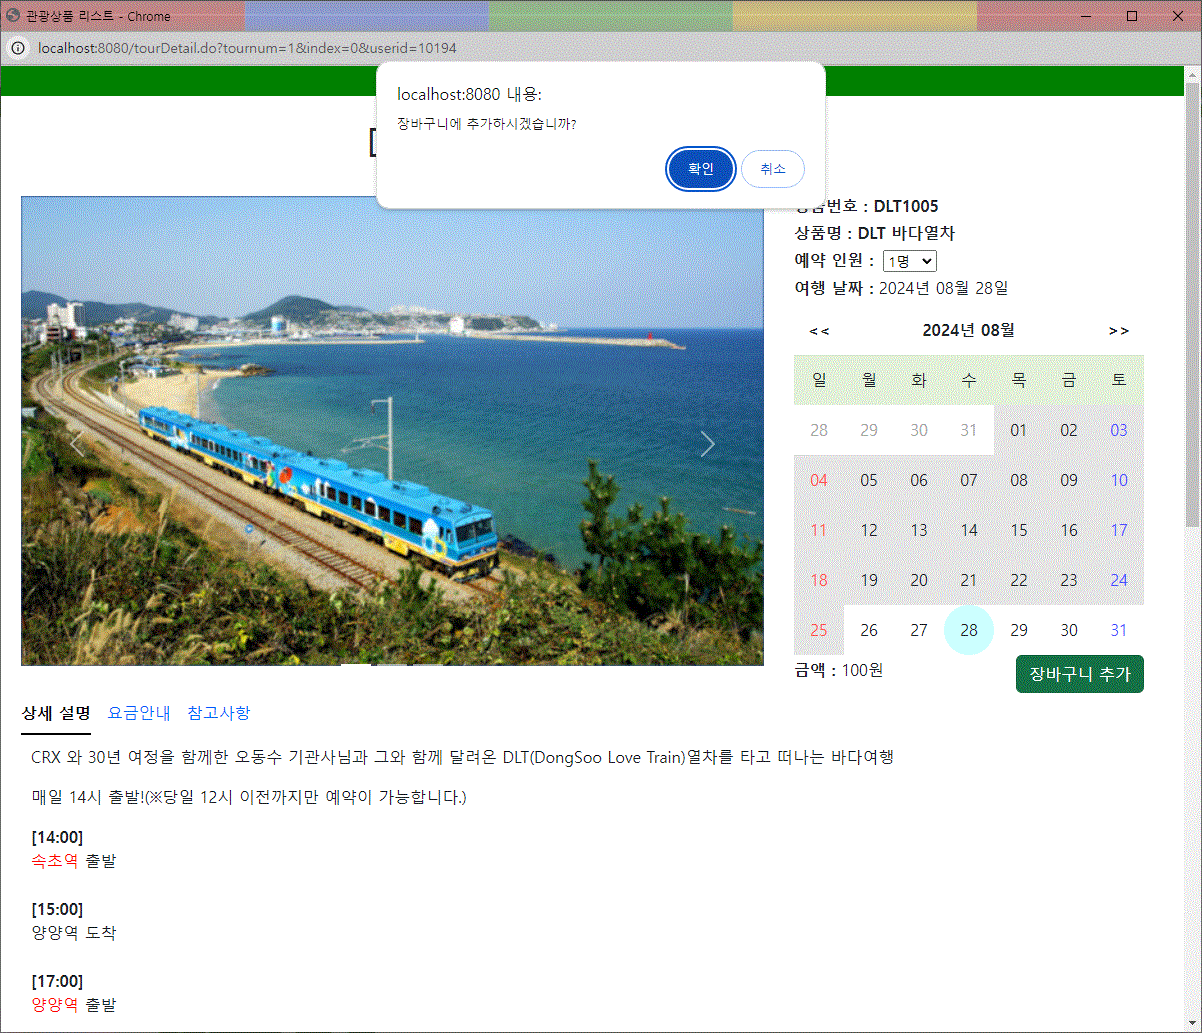 관광상품 리스트 - Chrome
localhost:8080/tourDetail.do?tournum=1&index=0&userid=10194
localhost:8080 내용:
장바구니에 추가하시겠습니까?
확인 취소
상품번호 : DLT1005
상품명 : DLT 바다열차
예약 인원 : 1명
여행 날짜 : 2024년 08월 28일
<< 2024년 08월 >>
일 월 화 수 목 금 토
28 29 30 31 01 02 03
04 05 06 07 08 09 10
11 12 13 14 15 16 17
18 19 20 21 22 23 24
25 26 27 28 29 30 31
금액 : 100원 장바구니 추가
상세 설명 요금안내 참고사항
CRX 와 30년 여정을 함께한 오동수 기관사님과 그와 함께 달려온 DLT(DongSoo Love Train)열차를 타고 떠나는 바다여행
매일 14시 출발!(※당일 12시 이전까지만 예약이 가능합니다.)
[14:00]
속초역 출발
[15:00]
양양역 도착
[17:00]
양양역 출발